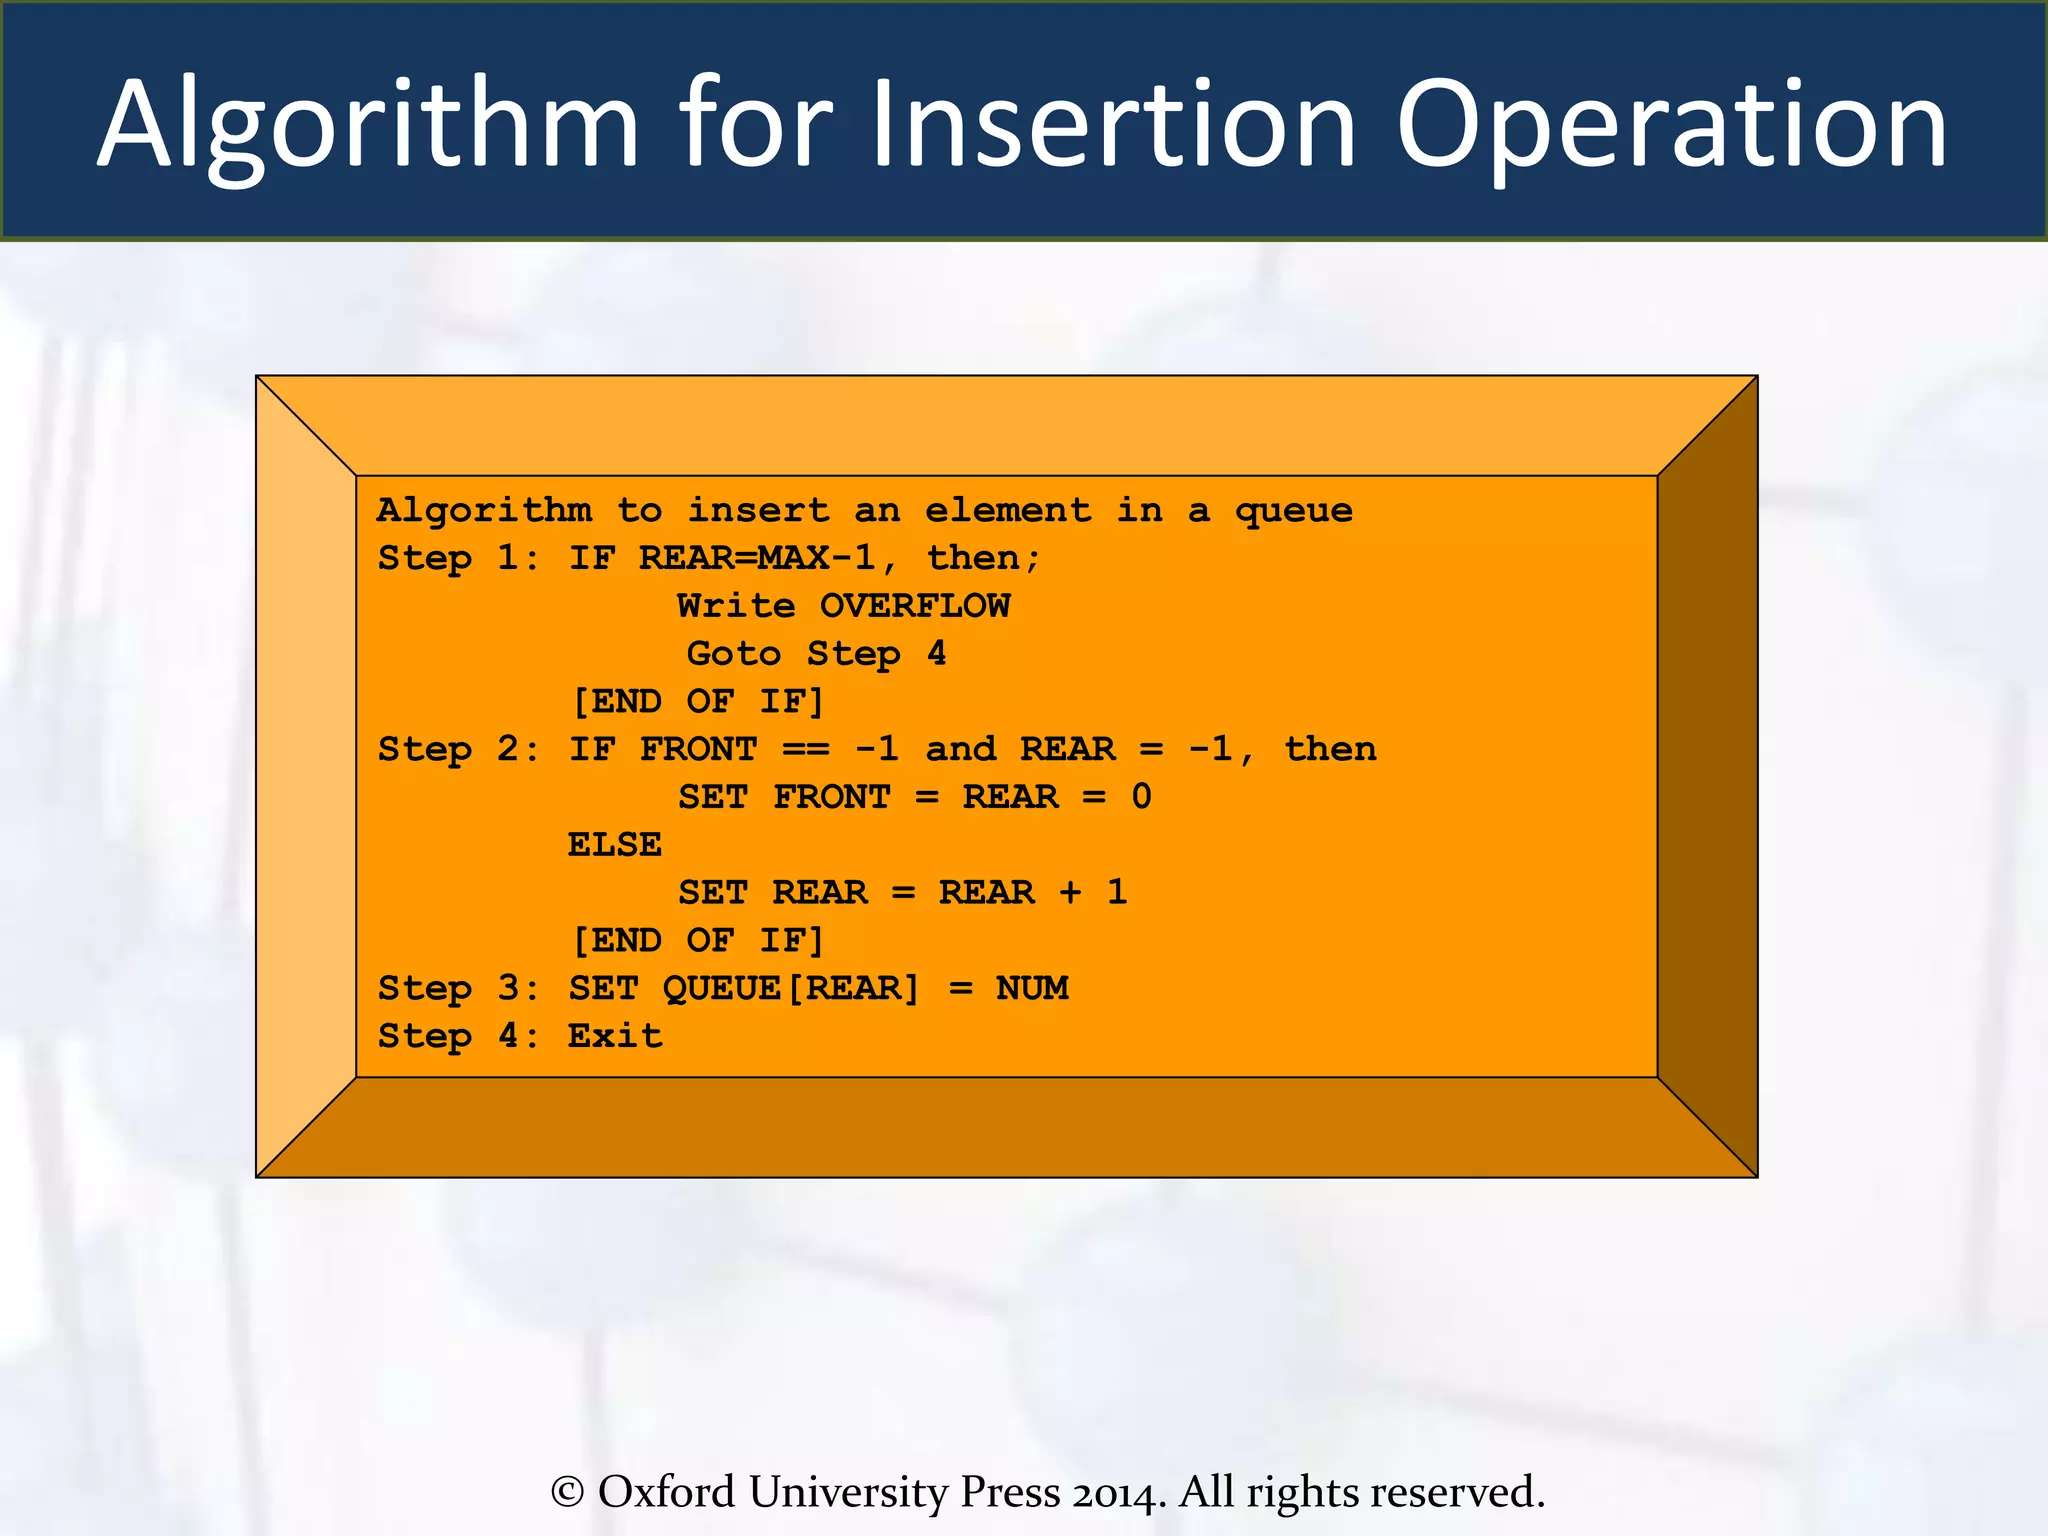 Algorithm for Insertion Operation
Algorithm to insert an element in a queue
Step 1: IF REAR=MAX-1, then;
Write OVERFLOW
Goto Step 4
[END OF IF]
Step 2: IF FRONT == -1 and REAR = -1, then
SET FRONT = REAR = 0
ELSE
SET REAR = REAR + 1
[END OF IF]
Step 3: SET QUEUE[REAR] = NUM
Step 4: Exit
© Oxford University Press 2014. All rights reserved.